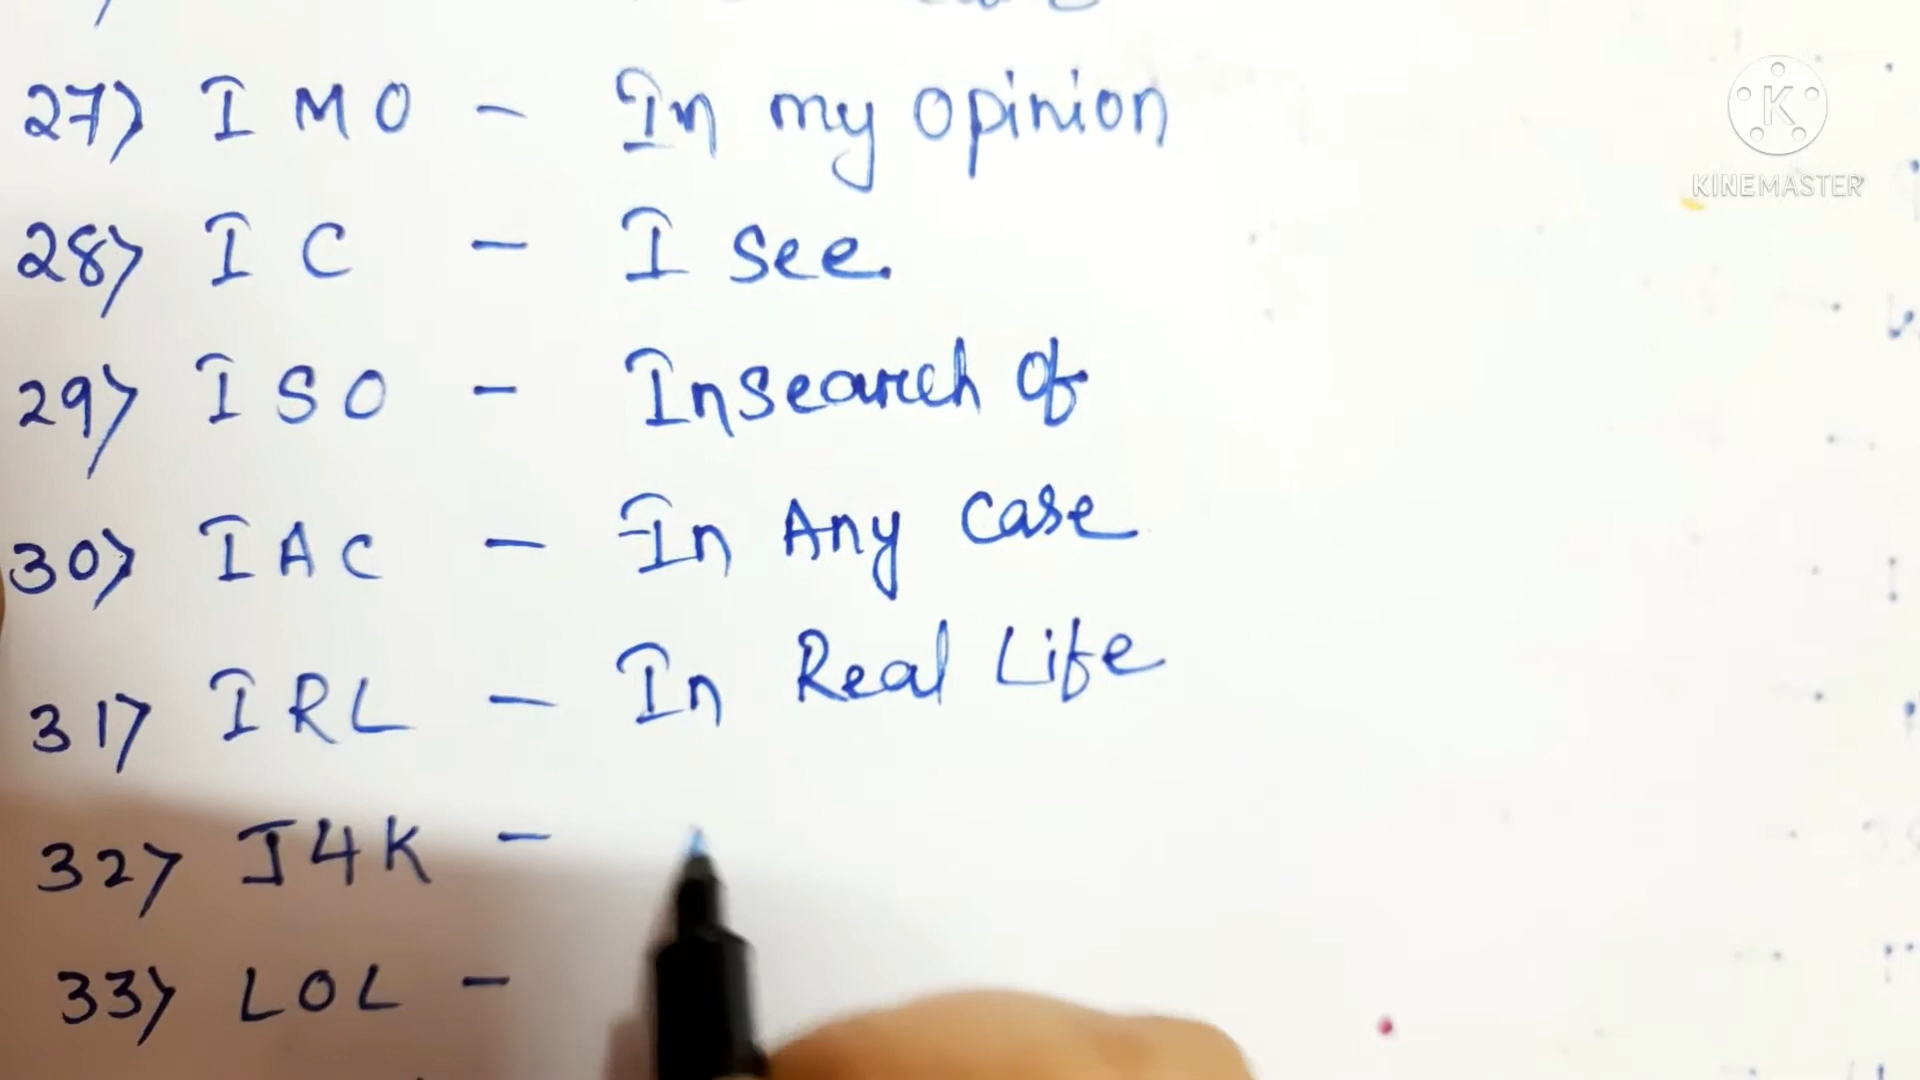 27) IMO - In my opinion
28) IC - I see.
29) ISO - Insearch of
30) IAC - In Any Case
31) IRL - In Real Life
32) J4K -
33) LOL -
KINEMASTER